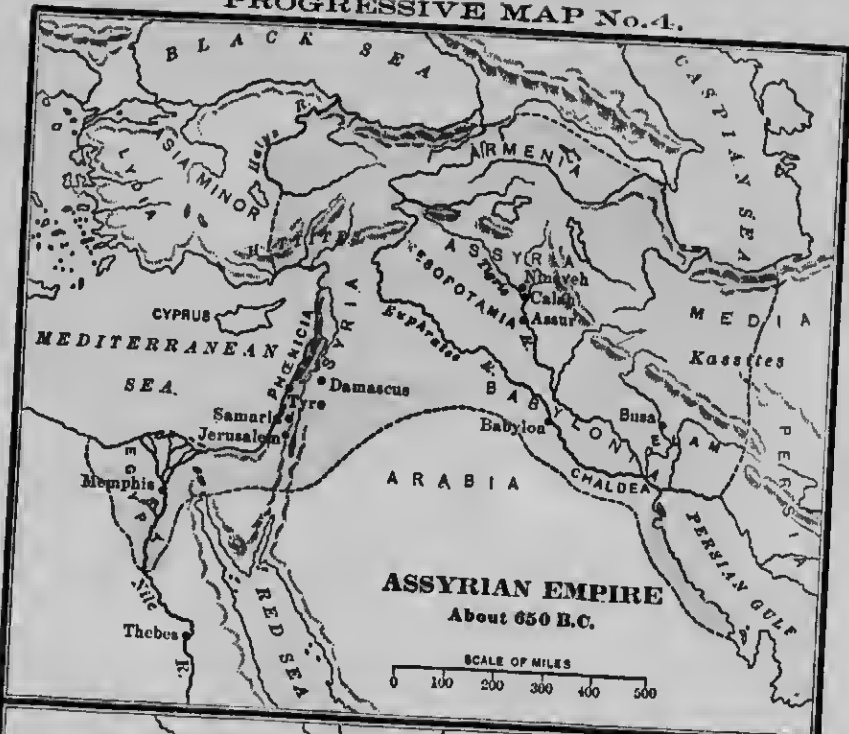 PROGRESSIVE MAP No. 4.
BLACK SEA
CASPIAN SEA
ARMENIA
ASIA MINOR
LYDIA
Halys R.
HITTITE
ASSYRIA
MESOPOTAMIA
Tigris R.
Nineveh
Calah
Assur
MEDIA
Kassites
CYPRUS
MEDITERRANEAN
SEA.
PHŒNICIA
SYRIA
Euphrates R.
Damascus
Tyre
Samaria
Jerusalem
BABYLONIA
Babylon
Busa
ELAM
PERSIA
CHALDEA
EGYPT
Memphis
ARABIA
PERSIAN GULF
Nile R.
Thebes
RED SEA
ASSYRIAN EMPIRE
About 650 B.C.
SCALE OF MILES
0 100 200 300 400 500